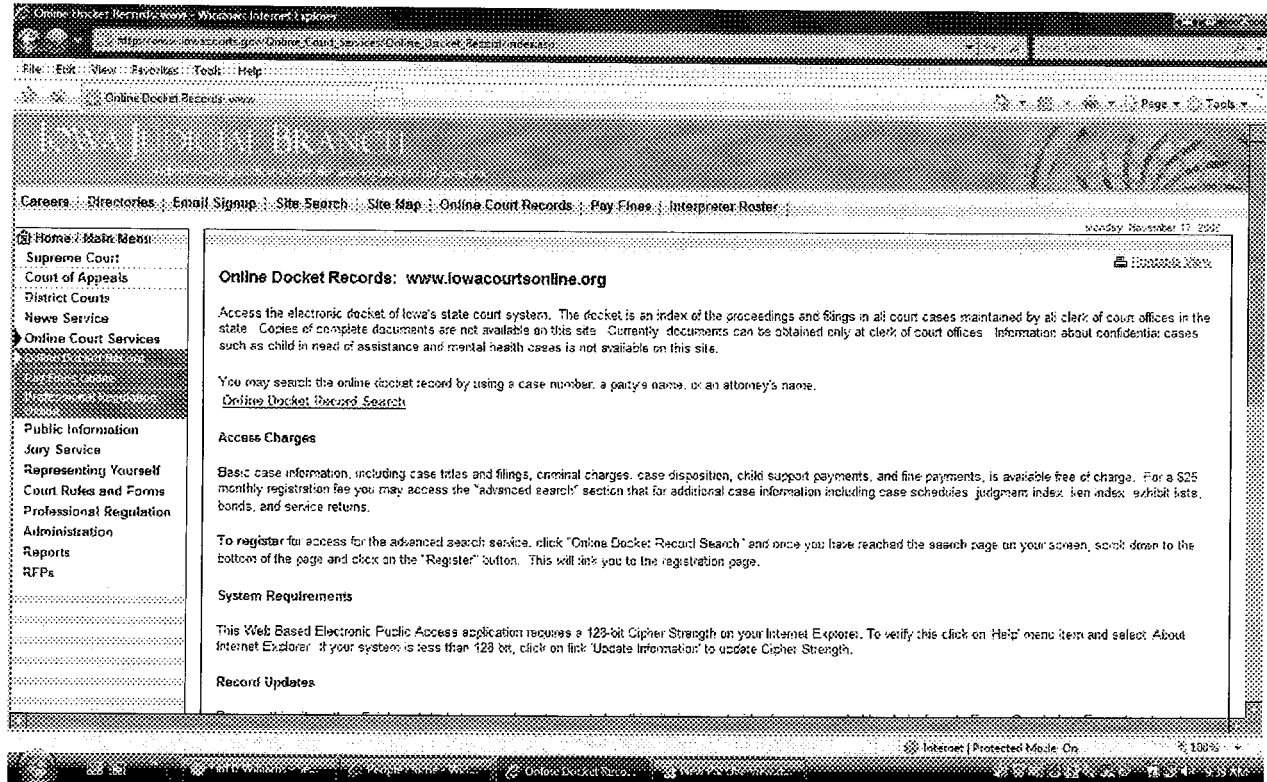 Online Docket Records www - Windows Internet Explorer
File Edit View Favorites Tools Help
Online Docket Records www
Page Tools
IOWA JUDICIAL BRANCH
Careers Directories Email Signup Site Search Site Map Online Court Records Pay Fines Interpreter Roster
Monday, November 17,
Home / Main Menu
Supreme Court
Court of Appeals
District Courts
News Service
Online Court Services
Public Information
Jury Service
Representing Yourself
Court Rules and Forms
Professional Regulation
Administration
Reports
RFPs
Printable View
Online Docket Records: www.iowacourtsonline.org
Access the electronic docket of Iowa's state court system. The docket is an index of the proceedings and filings in all court cases maintained by all clerk of court offices in the
state. Copies of complete documents are not available on this site. Currently, documents can be obtained only at clerk of court offices. Information about confidential cases
such as child in need of assistance and mental health cases is not available on this site.
You may search the online docket record by using a case number, a party's name, or an attorney's name.
Online Docket Record Search
Access Charges
Basic case information, including case titles and filings, criminal charges, case disposition, child support payments, and fine payments, is available free of charge. For a $25
monthly registration fee you may access the "advanced search" section that for additional case information including case schedules, judgment index, lien index, exhibit lists,
bonds, and service returns.
To register for access for the advanced search service, click "Online Docket Record Search" and once you have reached the search page on your screen, scroll down to the
bottom of the page and click on the "Register" button. This will link you to the registration page.
System Requirements
This Web Based Electronic Public Access application requires a 128-bit Cipher Strength on your Internet Explorer. To verify this click on 'Help' menu item and select About
Internet Explorer. If your system is less than 128 bit, click on link 'Update Information' to update Cipher Strength.
Record Updates
Internet | Protected Mode: On
100%